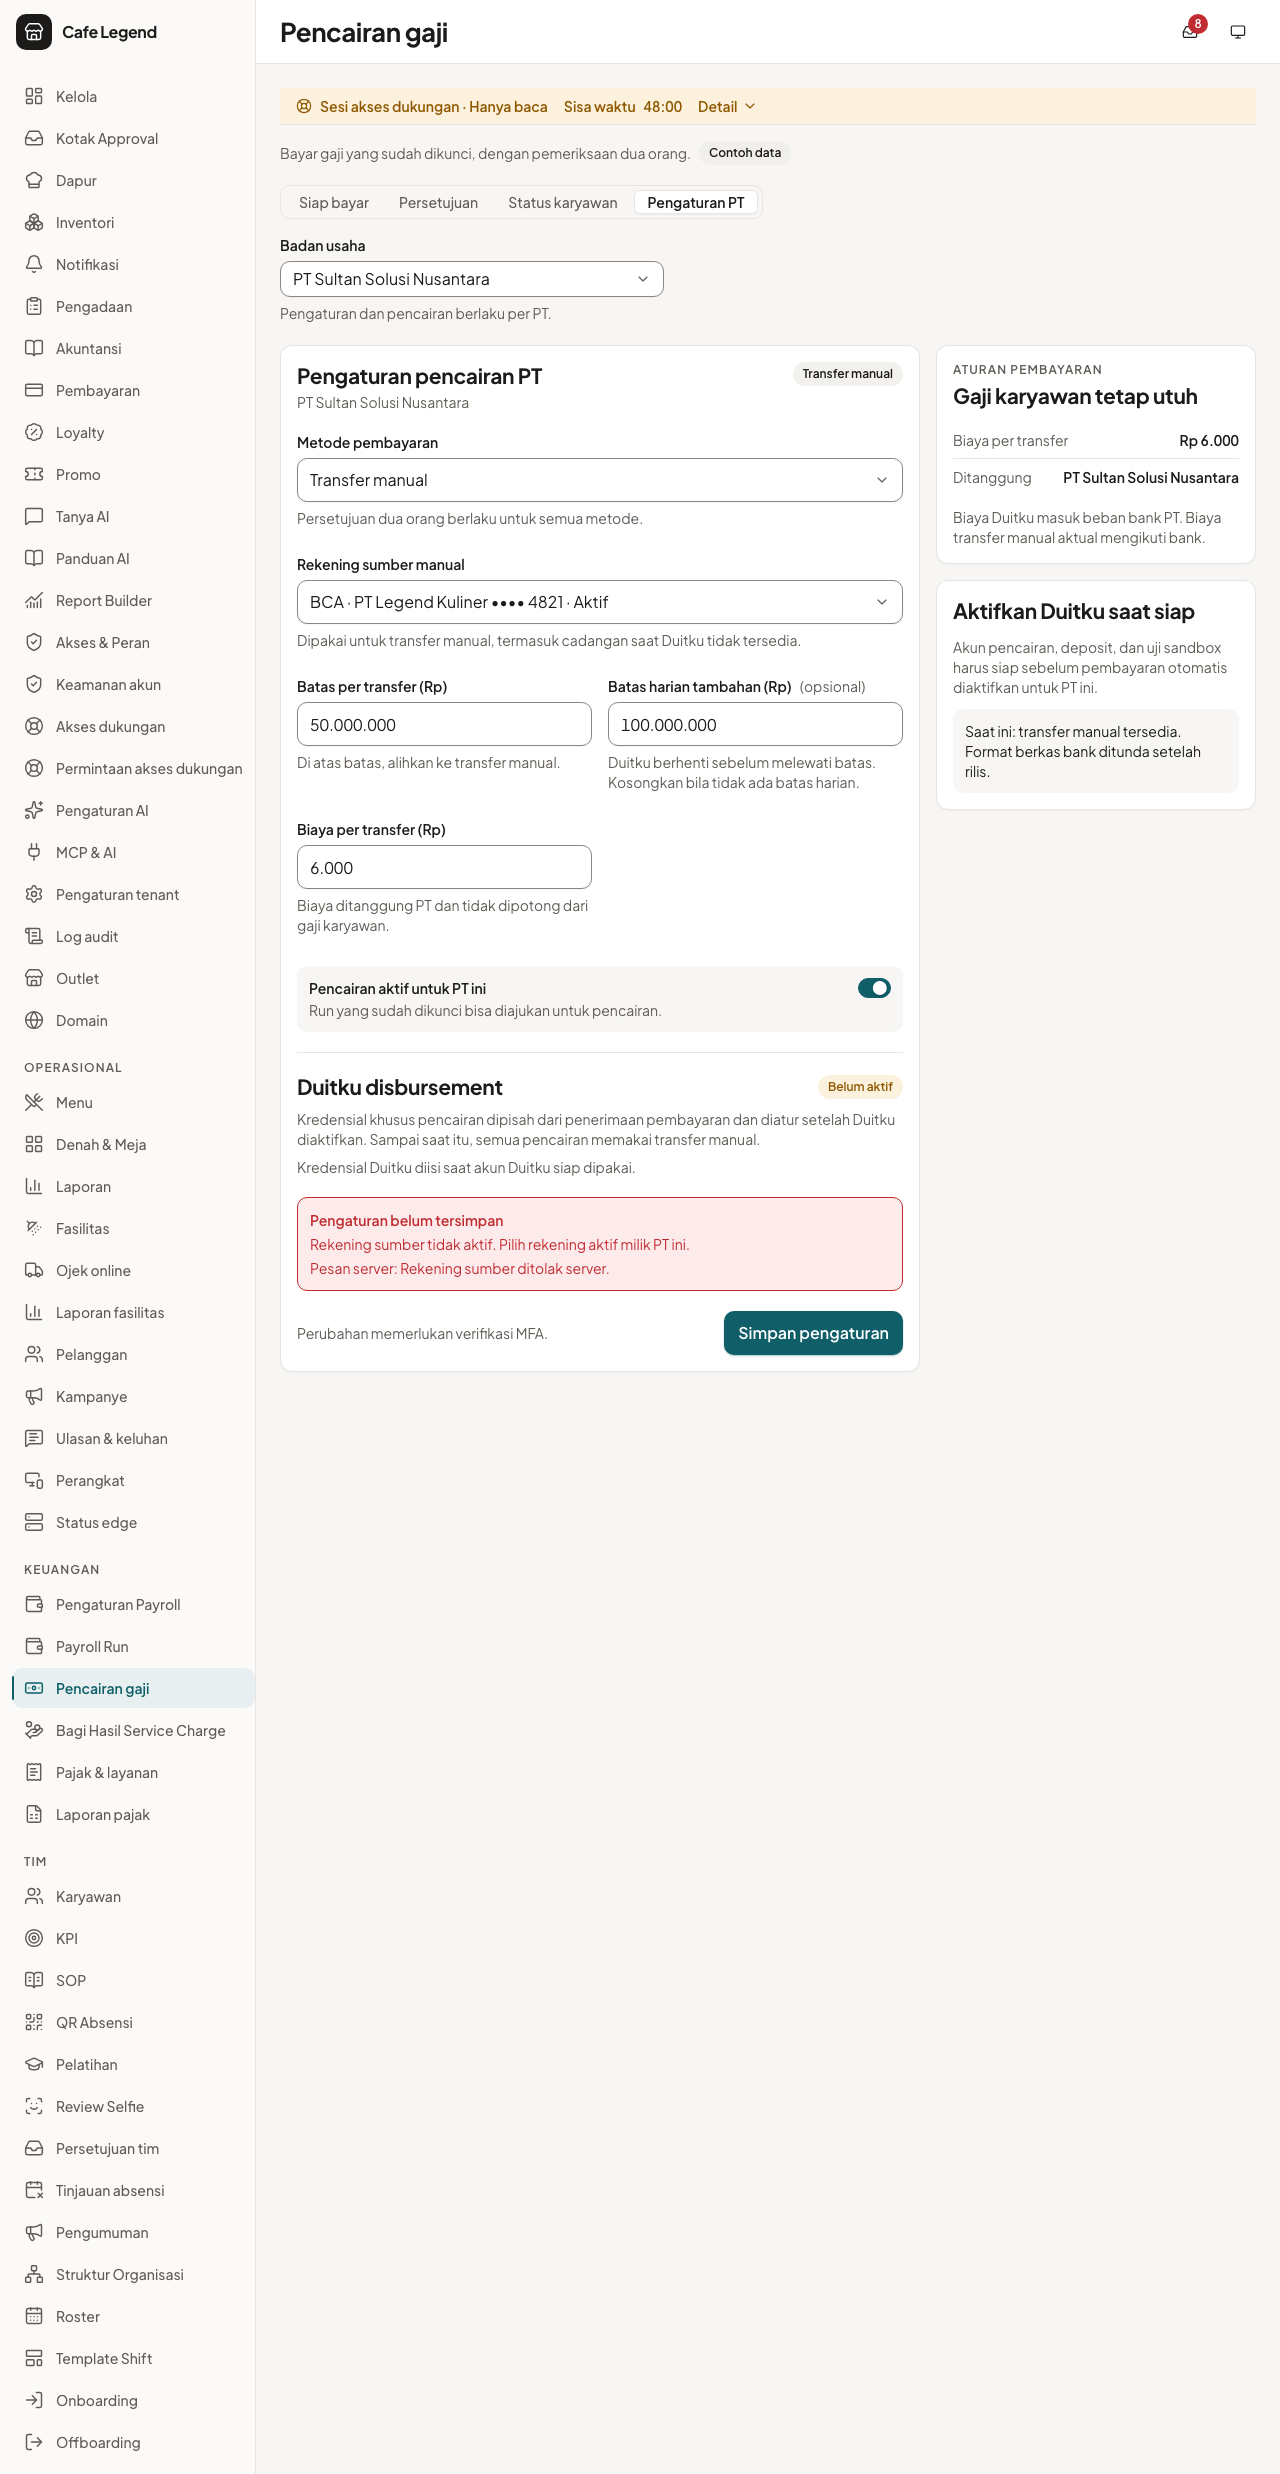 Cafe Legend
Kelola
Kotak Approval
Dapur
Inventori
Notifikasi
Pengadaan
Akuntansi
Pembayaran
Loyalty
Promo
Tanya AI
Panduan AI
Report Builder
Akses & Peran
Keamanan akun
Akses dukungan
Permintaan akses dukungan
Pengaturan AI
MCP & AI
Pengaturan tenant
Log audit
Outlet
Domain
OPERASIONAL
Menu
Denah & Meja
Laporan
Fasilitas
Ojek online
Laporan fasilitas
Pelanggan
Kampanye
Ulasan & keluhan
Perangkat
Status edge
KEUANGAN
Pengaturan Payroll
Payroll Run
Pencairan gaji
Bagi Hasil Service Charge
Pajak & layanan
Laporan pajak
TIM
Karyawan
KPI
SOP
QR Absensi
Pelatihan
Review Selfie
Persetujuan tim
Tinjauan absensi
Pengumuman
Struktur Organisasi
Roster
Template Shift
Onboarding
Offboarding
Pencairan gaji
8
Sesi akses dukungan · Hanya baca Sisa waktu 48:00 Detail
Bayar gaji yang sudah dikunci, dengan pemeriksaan dua orang. Contoh data
Siap bayar Persetujuan Status karyawan Pengaturan PT
Badan usaha
PT Sultan Solusi Nusantara
Pengaturan dan pencairan berlaku per PT.
Pengaturan pencairan PT Transfer manual
PT Sultan Solusi Nusantara
Metode pembayaran
Transfer manual
Persetujuan dua orang berlaku untuk semua metode.
Rekening sumber manual
BCA · PT Legend Kuliner •••• 4821 · Aktif
Dipakai untuk transfer manual, termasuk cadangan saat Duitku tidak tersedia.
Batas per transfer (Rp) Batas harian tambahan (Rp) (opsional)
50.000.000 100.000.000
Di atas batas, alihkan ke transfer manual. Duitku berhenti sebelum melewati batas.
Kosongkan bila tidak ada batas harian.
Biaya per transfer (Rp)
6.000
Biaya ditanggung PT dan tidak dipotong dari
gaji karyawan.
Pencairan aktif untuk PT ini
Run yang sudah dikunci bisa diajukan untuk pencairan.
Duitku disbursement Belum aktif
Kredensial khusus pencairan dipisah dari penerimaan pembayaran dan diatur setelah Duitku
diaktifkan. Sampai saat itu, semua pencairan memakai transfer manual.
Kredensial Duitku diisi saat akun Duitku siap dipakai.
Pengaturan belum tersimpan
Rekening sumber tidak aktif. Pilih rekening aktif milik PT ini.
Pesan server: Rekening sumber ditolak server.
Perubahan memerlukan verifikasi MFA. Simpan pengaturan
ATURAN PEMBAYARAN
Gaji karyawan tetap utuh
Biaya per transfer Rp 6.000
Ditanggung PT Sultan Solusi Nusantara
Biaya Duitku masuk beban bank PT. Biaya
transfer manual aktual mengikuti bank.
Aktifkan Duitku saat siap
Akun pencairan, deposit, dan uji sandbox
harus siap sebelum pembayaran otomatis
diaktifkan untuk PT ini.
Saat ini: transfer manual tersedia.
Format berkas bank ditunda setelah
rilis.